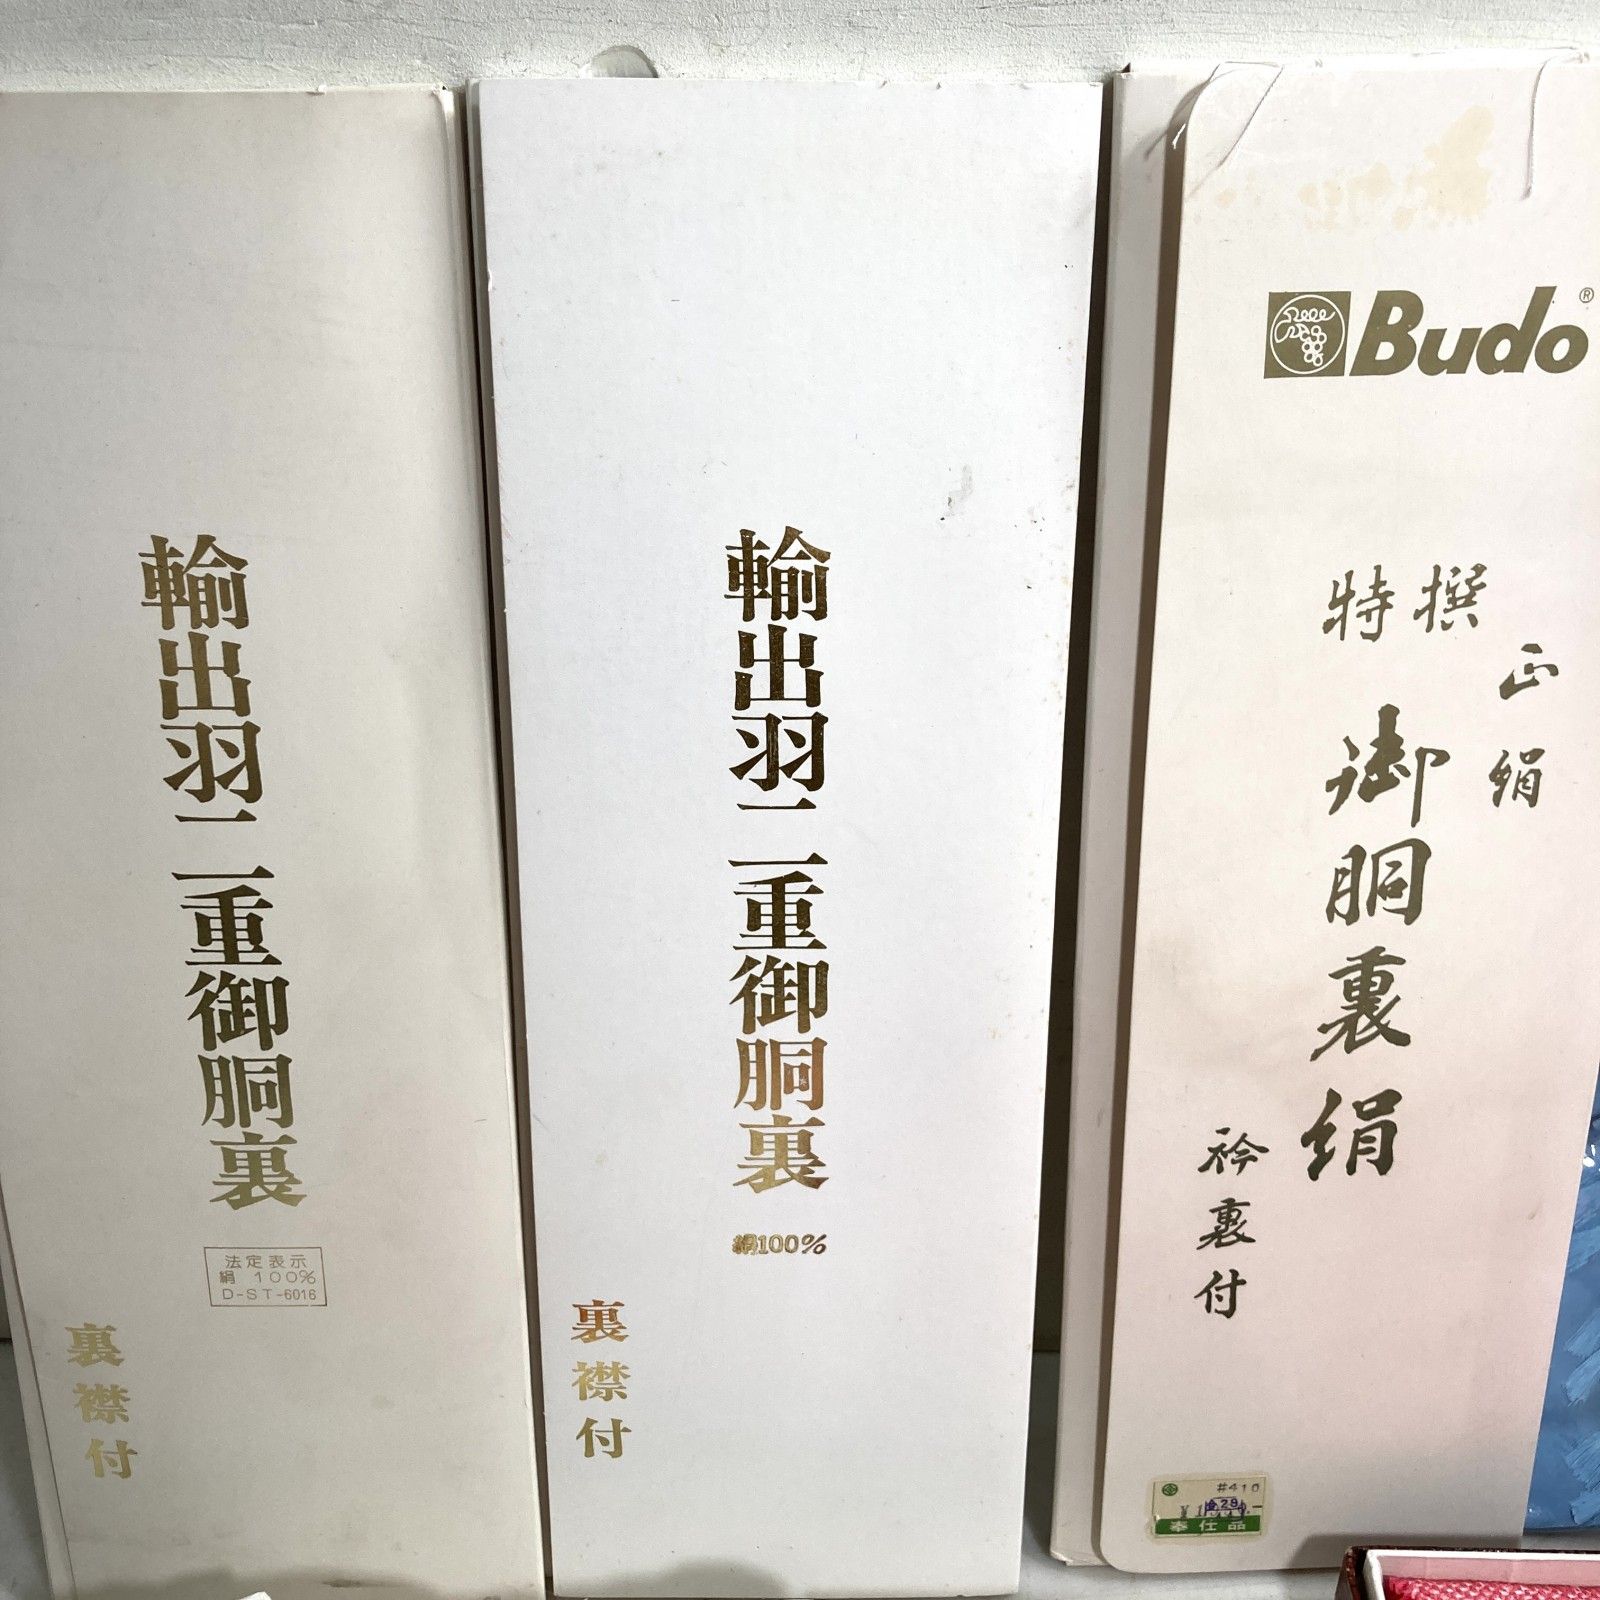 輸出羽二重御胴裏
法定表示
絹 100%
D-ST-6016
裏襟付
輸出羽二重御胴裏
絹100%
裏襟付
Budo®
特撰
正絹
御胴裏絹
衿裏付
#410
奉仕品